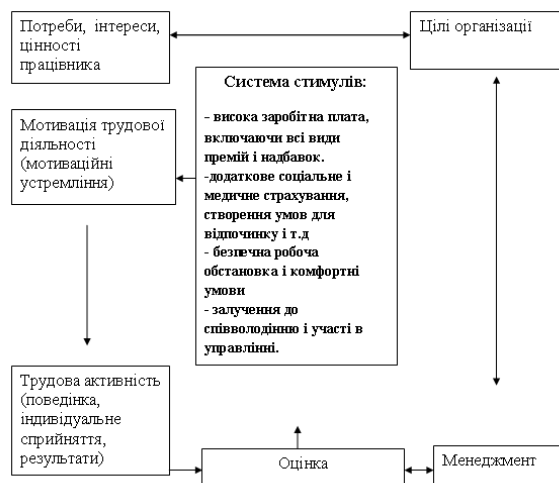 Потреби, інтереси,
цінності
працівника
Цілі організації
Система стимулів:
- висока заробітна плата,
включаючи всі види
премій і надбавок.
-додаткове соціальне і
медичне страхування,
створення умов для
відпочинку і т.д
- безпечна робоча
обстановка і комфортні
умови
- залучення до
співволодінню і участі в
управлінні.
Мотивація трудової
діяльності
(мотиваційні
устремління)
Трудова активність
(поведінка,
індивідуальне
сприйняття,
результати)
Оцінка
Менеджмент